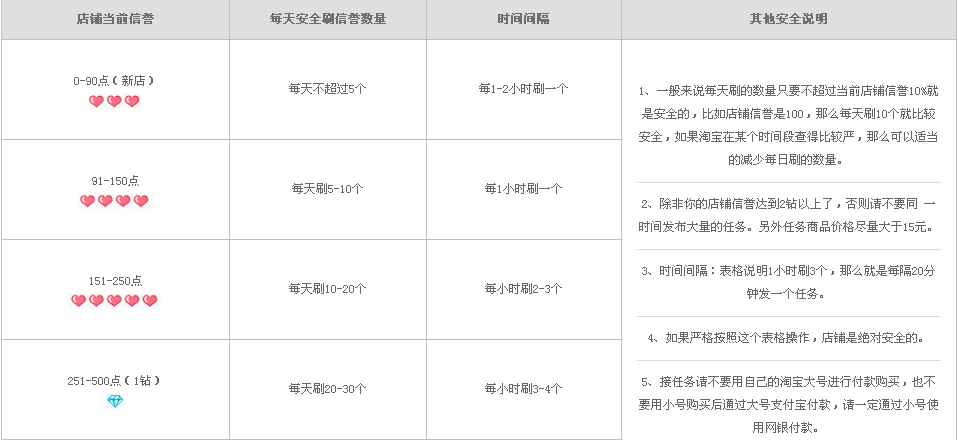 店铺当前信誉
每天安全刷信誉数量
时间间隔
其他安全说明
0-90点（新店）
每天不超过5个
每1-2小时刷一个
91-150点
每天刷5-10个
每1小时刷一个
151-250点
每天刷10-20个
每小时刷2-3个
251-500点（1钻）
每天刷20-30个
每小时刷3-4个
1、一般来说每天刷的数量只要不超过当前店铺信誉10%就
是安全的，比如店铺信誉是100，那么每天刷10个就比较
安全，如果淘宝在某个时间段查得比较严，那么可以适当
的减少每日刷的数量。
2、除非你的店铺信誉达到2钻以上了，否则请不要同 一
时间发布大量的任务。另外任务商品价格尽量大于15元。
3、时间间隔：表格说明1小时刷3个，那么就是每隔20分
钟发一个任务。
4、如果严格按照这个表格操作，店铺是绝对安全的。
5、接任务请不要用自己的淘宝大号进行付款购买，也不
要用小号购买后通过大号支付宝付款，请一定通过小号使
用网银付款。